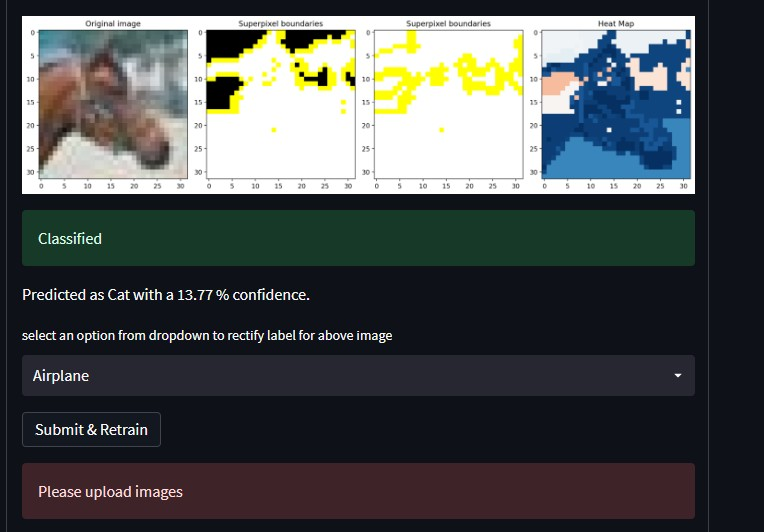 Original image
Superpixel boundaries
Superpixel boundaries
Heat Map
0
5
10
15
20
25
30
0 5 10 15 20 25 30
0
5
10
15
20
25
30
0 5 10 15 20 25 30
0
5
10
15
20
25
30
0 5 10 15 20 25 30
0
5
10
15
20
25
30
0 5 10 15 20 25 30
Classified
Predicted as Cat with a 13.77 % confidence.
select an option from dropdown to rectify label for above image
Airplane
Submit & Retrain
Please upload images